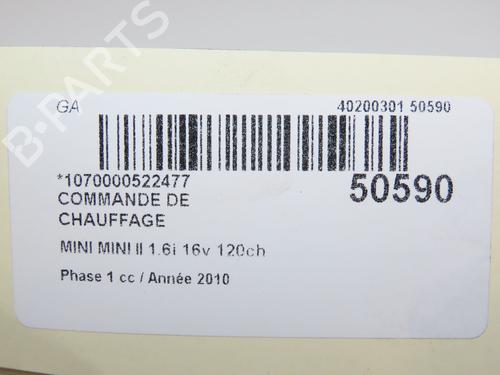 GA
40200301 50590
*1070000522477
50590
COMMANDE DE
CHAUFFAGE
MINI MINI II 1.6i 16v 120ch
Phase 1 cc / Année 2010
B-PARTS